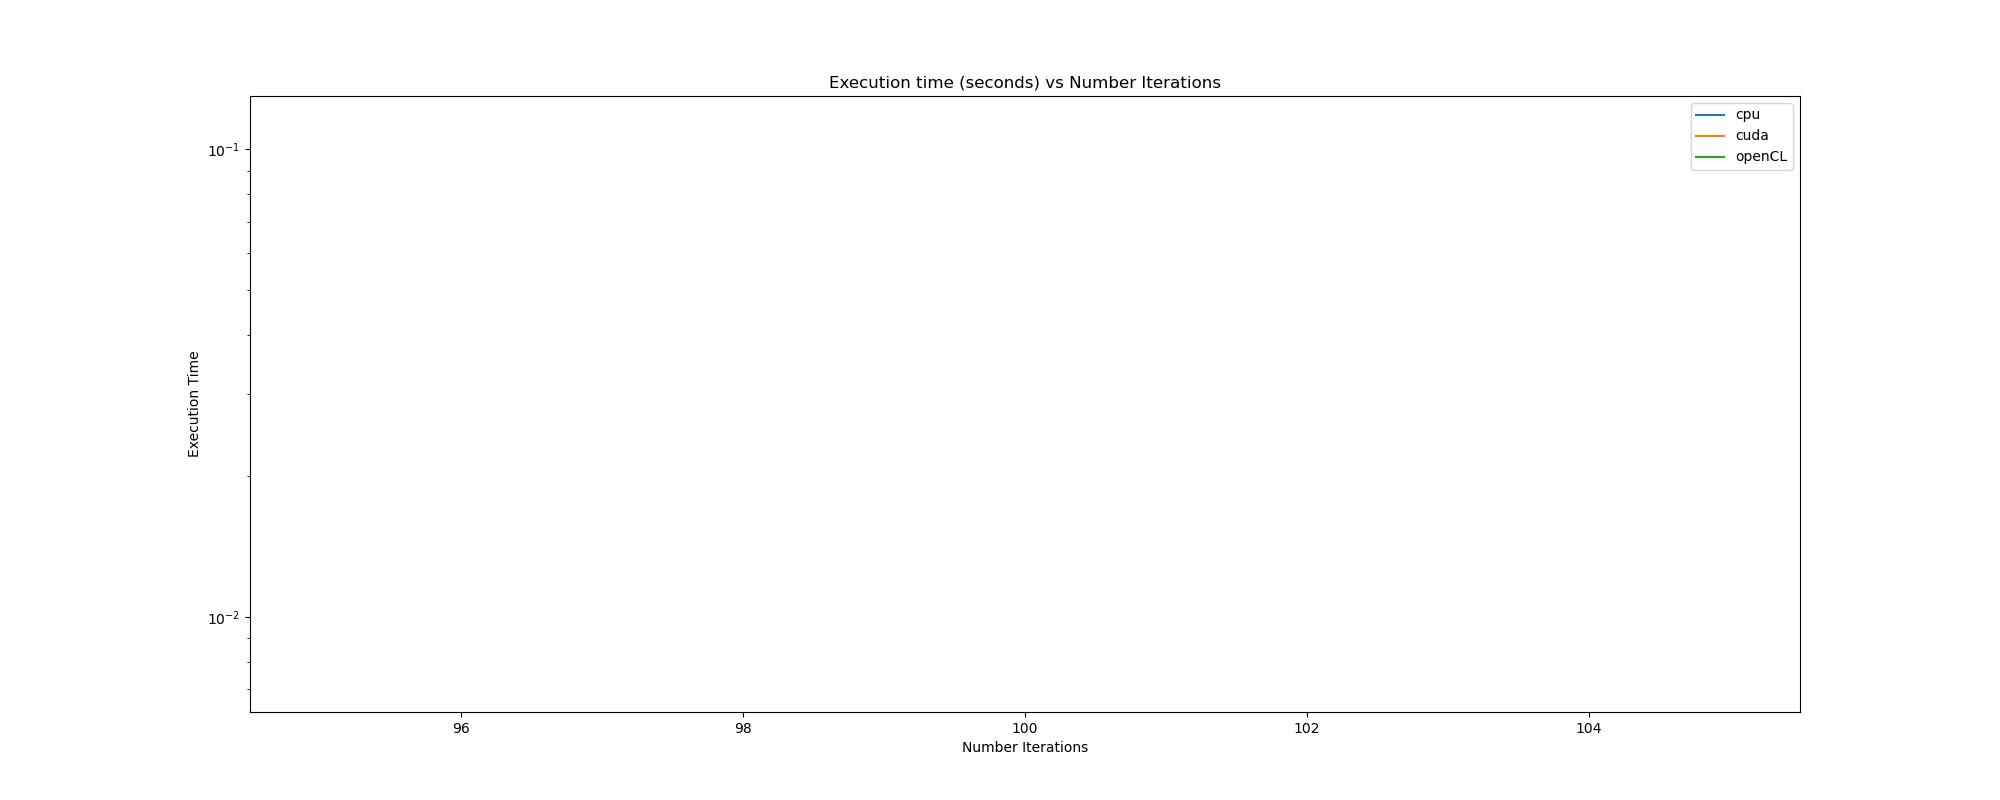 Execution time (seconds) vs Number Iterations
cpu
cuda
openCL
10⁻¹
10⁻²
Execution Time
96 98 100 102 104
Number Iterations